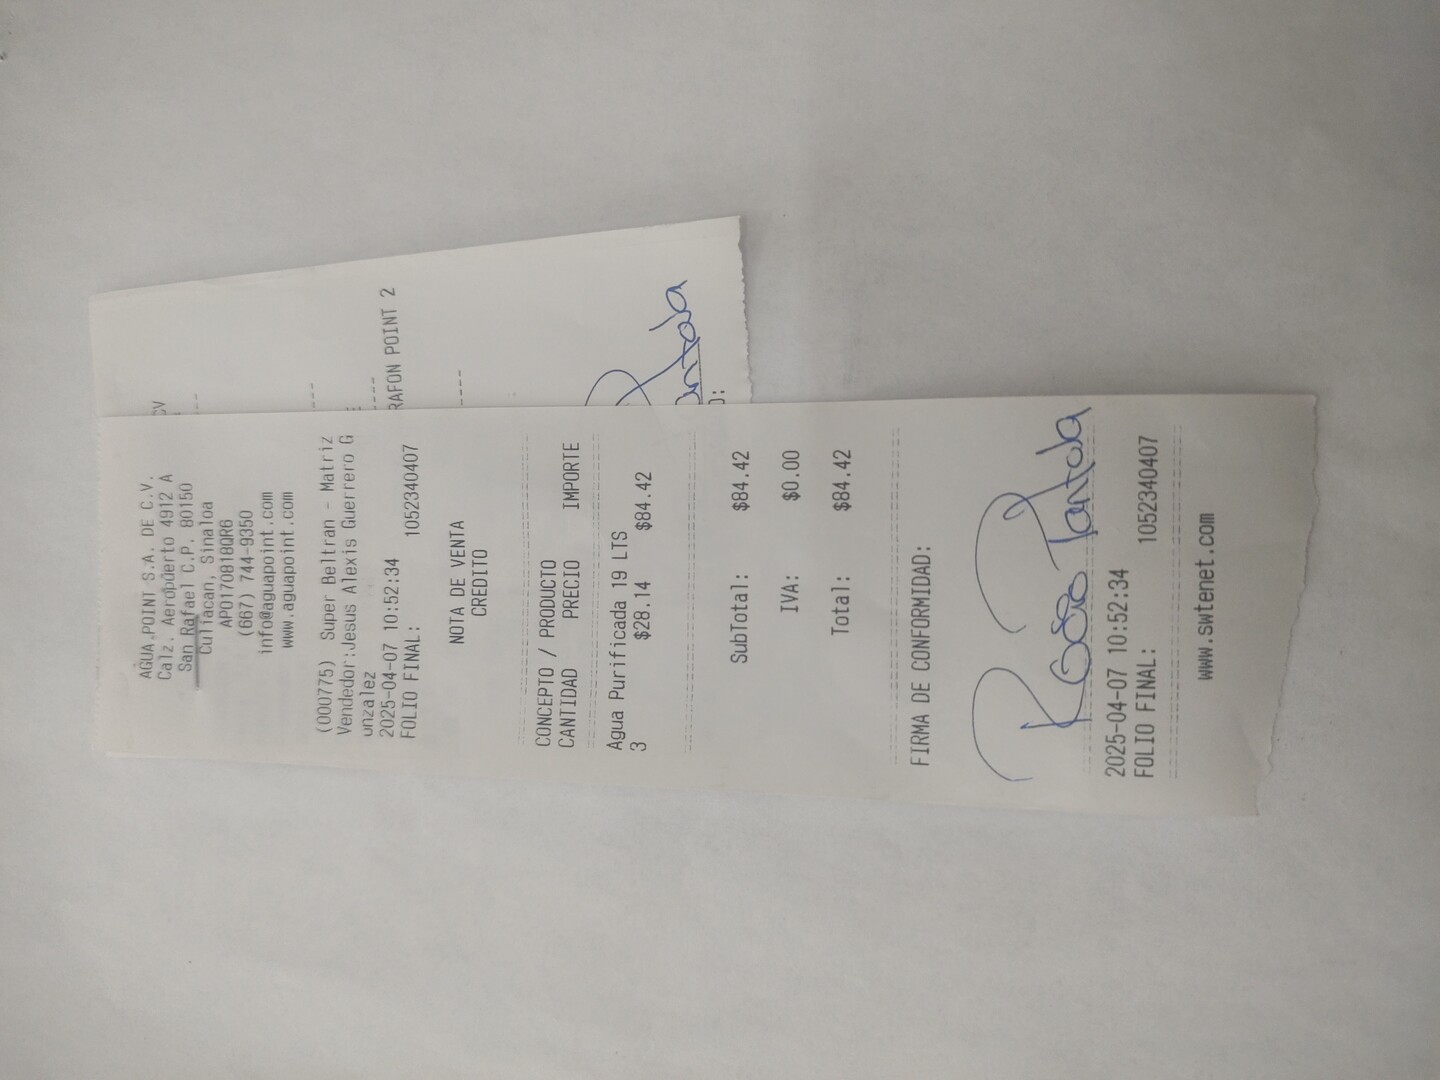 AGUA POINT S.A. DE C.V.
Calz. Aeropuerto 4912 A
San Rafael C.P. 80150
Culiacan, Sinaloa
APO1708180R6
(667) 744-9350
info@aguapoint.com
www.aguapoint.com
(000775) Super Beltran - Matriz
Vendedor:Jesus Alexis Guerrero G
onzalez
2025-04-07 10:52:34
FOLIO FINAL: 1052340407
NOTA DE VENTA
CREDITO
CONCEPTO / PRODUCTO
CANTIDAD PRECIO IMPORTE
Agua Purificada 19 LTS
3 $28.14 $84.42
SubTotal: $84.42
IVA: $0.00
Total: $84.42
FIRMA DE CONFORMIDAD:
2025-04-07 10:52:34
FOLIO FINAL: 1052340407
www.swtenet.com
CV
RAFON POINT 2